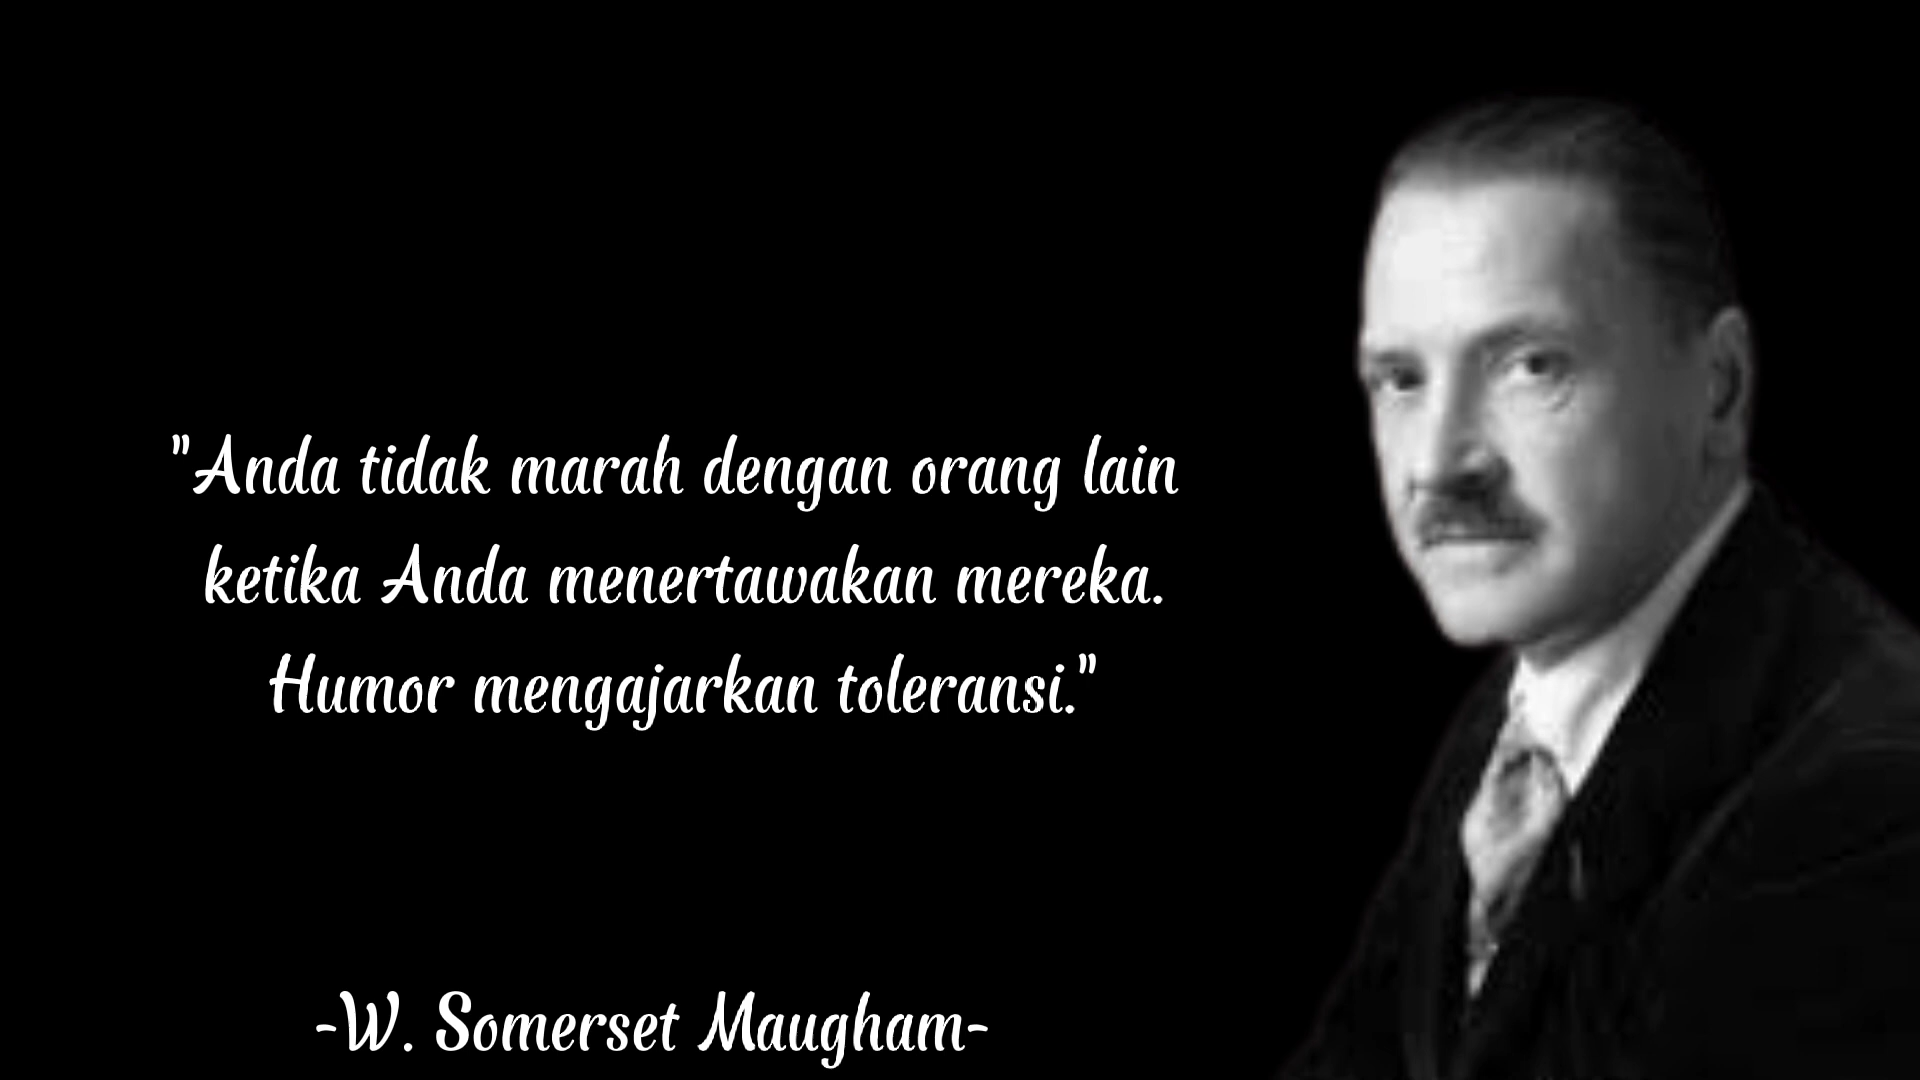 "Anda tidak marah dengan orang lain
ketika Anda menertawakan mereka.
Humor mengajarkan toleransi."
-W. Somerset Maugham-